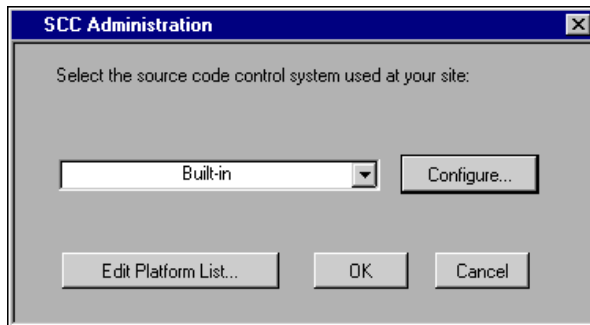 SCC Administration
Select the source code control system used at your site:
Built-in
Configure...
Edit Platform List...
OK
Cancel